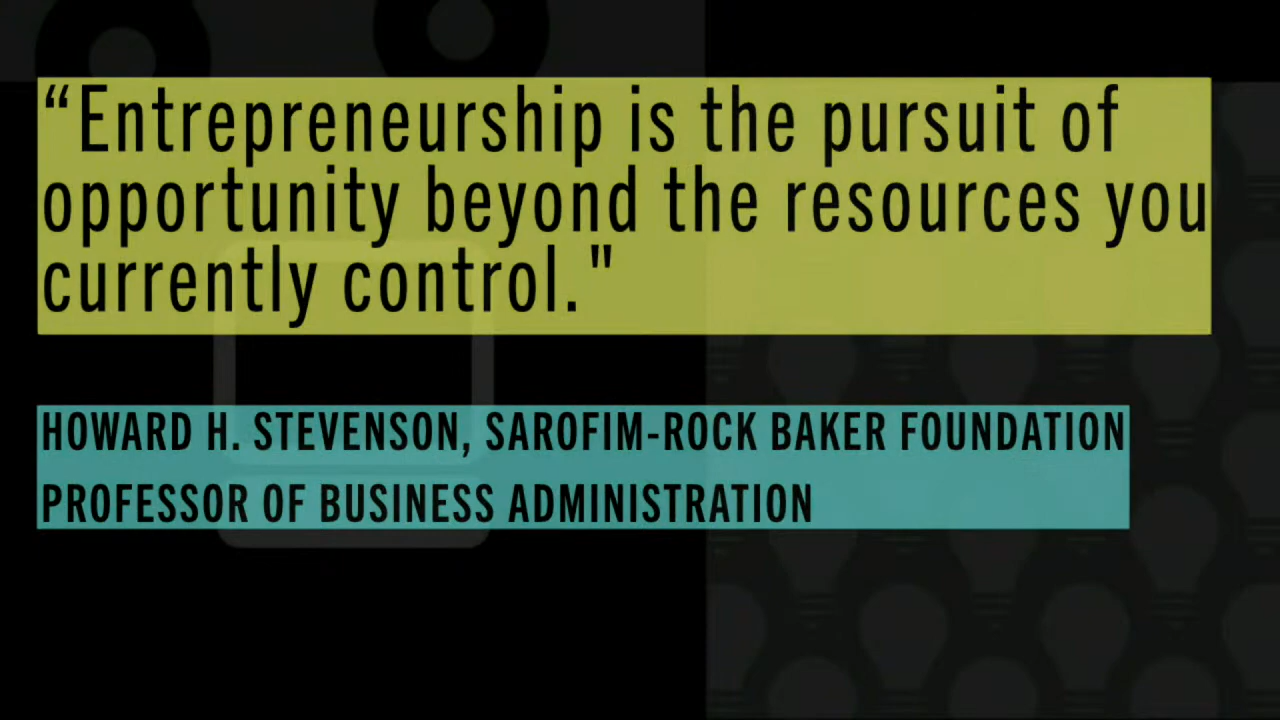 “Entrepreneurship is the pursuit of
opportunity beyond the resources you
currently control."
HOWARD H. STEVENSON, SAROFIM-ROCK BAKER FOUNDATION
PROFESSOR OF BUSINESS ADMINISTRATION